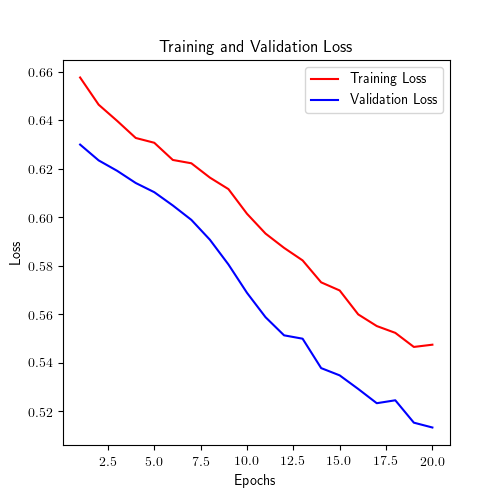 Training and Validation Loss
Training Loss
Validation Loss
0.66
0.64
0.62
0.60
0.58
0.56
0.54
0.52
Loss
2.5 5.0 7.5 10.0 12.5 15.0 17.5 20.0
Epochs